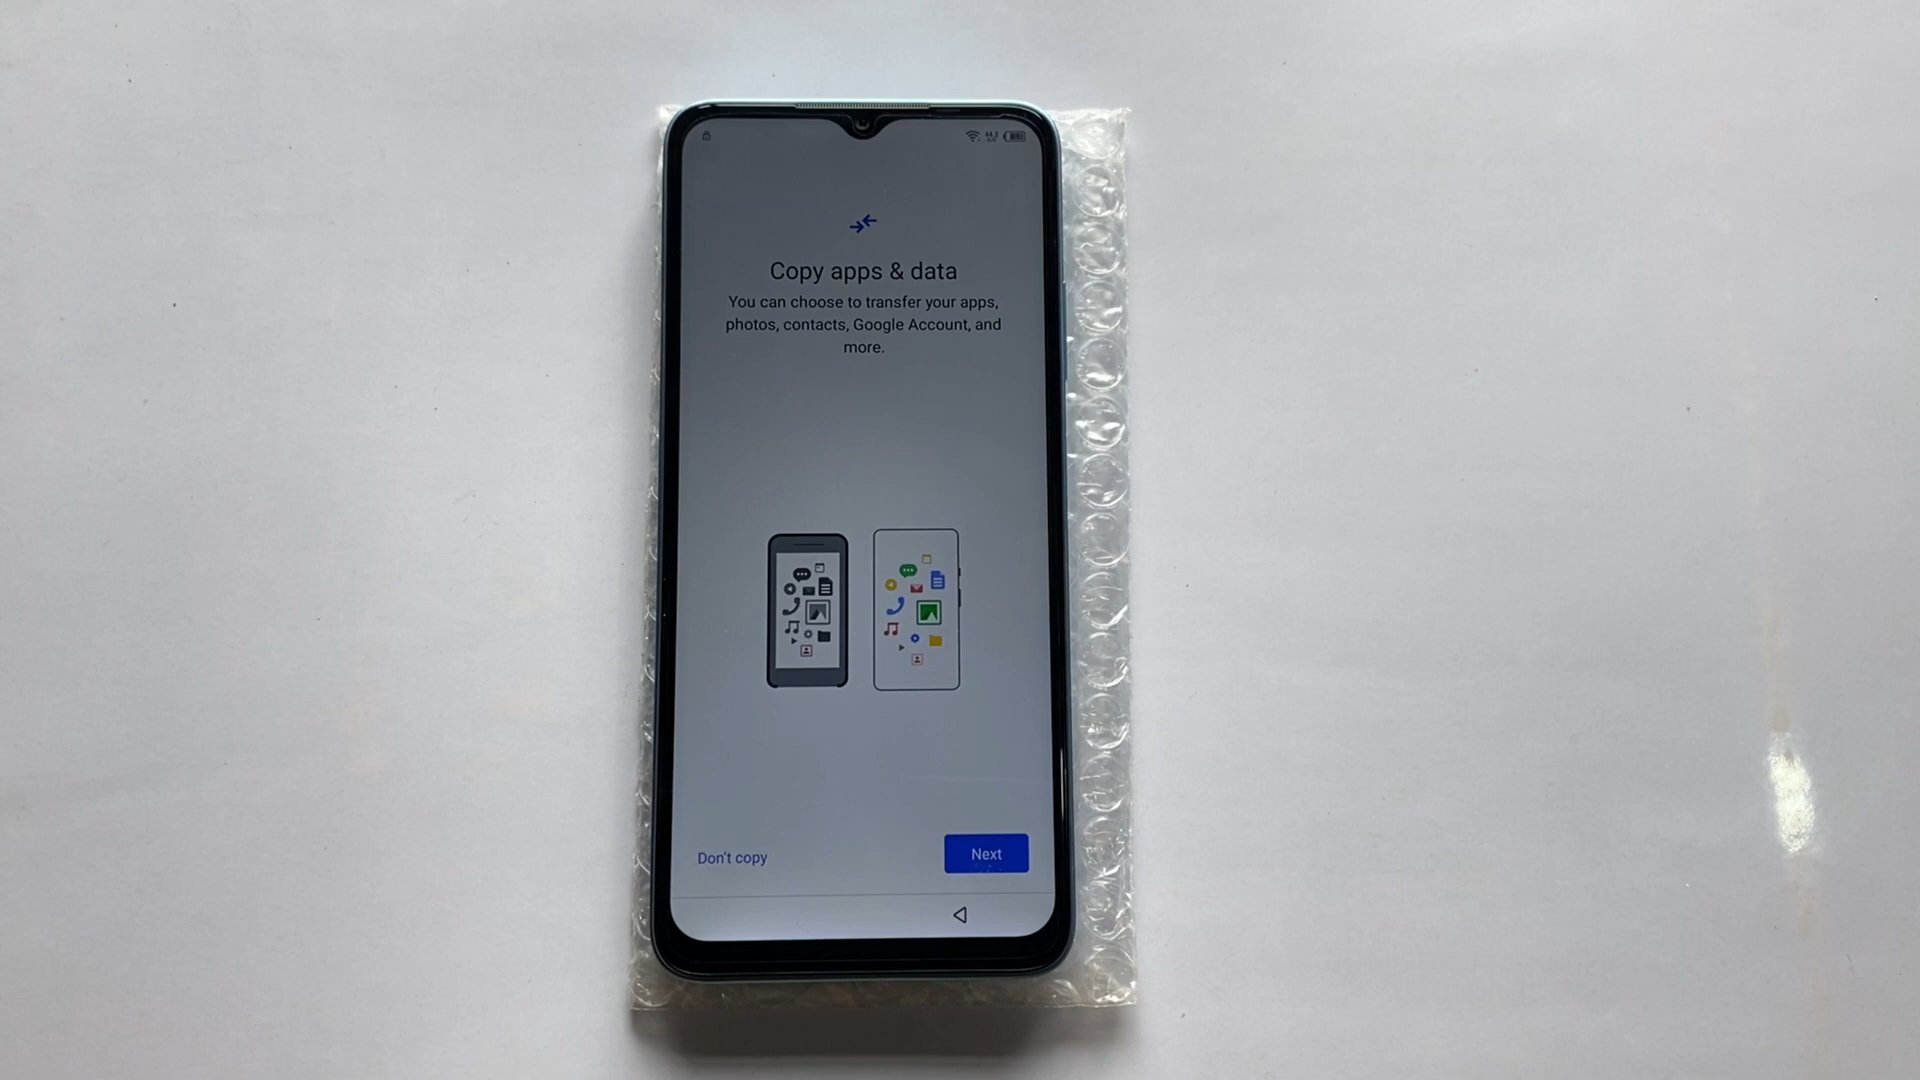 Copy apps & data
You can choose to transfer your apps,
photos, contacts, Google Account, and
more.
Don't copy
Next